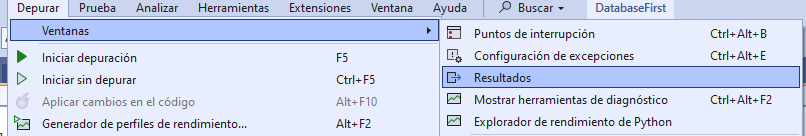 Depurar Prueba Analizar Herramientas Extensiones Ventana Ayuda Buscar DatabaseFirst
Ventanas
Iniciar depuración F5
Iniciar sin depurar Ctrl+F5
Aplicar cambios en el código Alt+F10
Generador de perfiles de rendimiento... Alt+F2
Puntos de interrupción Ctrl+Alt+B
Configuración de excepciones Ctrl+Alt+E
Resultados
Mostrar herramientas de diagnóstico Ctrl+Alt+F2
Explorador de rendimiento de Python